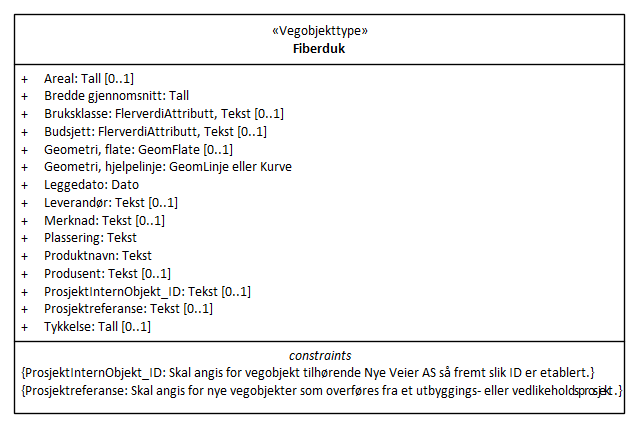 «Vegobjekttype»
Fiberduk
+ Areal: Tall [0..1]
+ Bredde gjennomsnitt: Tall
+ Bruksklasse: FlerverdiAttributt, Tekst [0..1]
+ Budsjett: FlerverdiAttributt, Tekst [0..1]
+ Geometri, flate: GeomFlate [0..1]
+ Geometri, hjelpelinje: GeomLinje eller Kurve
+ Leggedato: Dato
+ Leverandør: Tekst [0..1]
+ Merknad: Tekst [0..1]
+ Plassering: Tekst
+ Produktnavn: Tekst
+ Produsent: Tekst [0..1]
+ ProsjektInternObjekt_ID: Tekst [0..1]
+ Prosjektreferanse: Tekst [0..1]
+ Tykkelse: Tall [0..1]
constraints
{ProsjektInternObjekt_ID: Skal angis for vegobjekt tilhørende Nye Veier AS så fremt slik ID er etablert.}
{Prosjektreferanse: Skal angis for nye vegobjekter som overføres fra et utbyggings- eller vedlikeholdsprosjekt.}